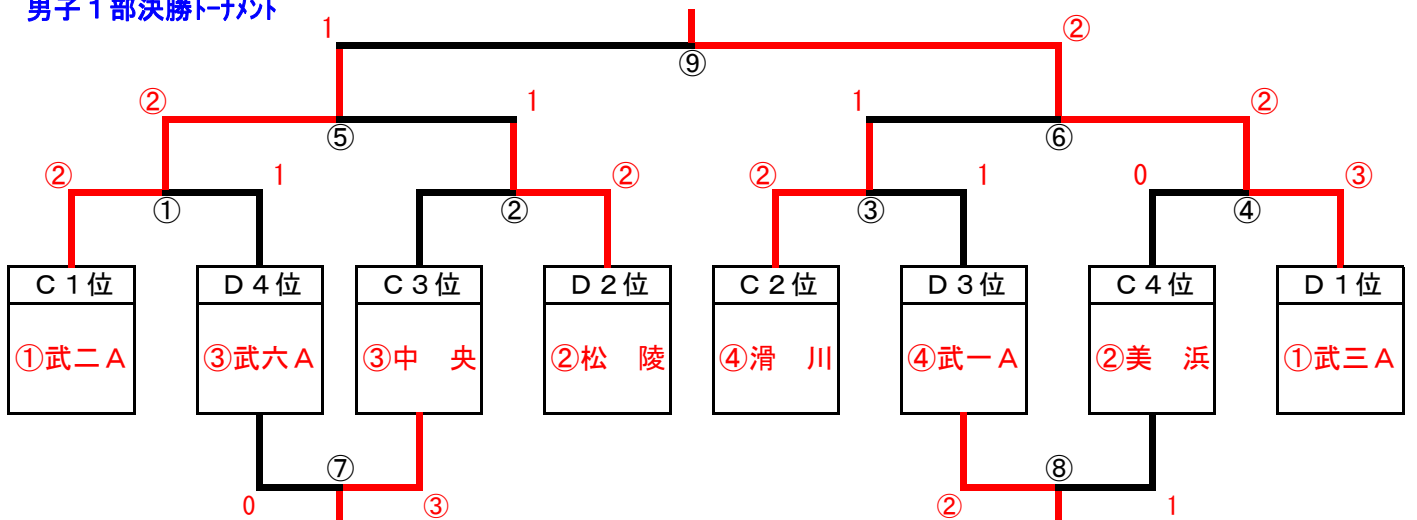 男子１部決勝トーナメント
1 ②
⑨
② 1 1 ②
⑤ ⑥
② 1 ② ② 1 0 ③
① ② ③ ④
Ｃ１位 Ｄ４位 Ｃ３位 Ｄ２位 Ｃ２位 Ｄ３位 Ｃ４位 Ｄ１位
①武二Ａ ③武六Ａ ③中　央 ②松　陵 ④滑　川 ④武一Ａ ②美　浜 ①武三Ａ
⑦ ⑧
0 ③ ② 1